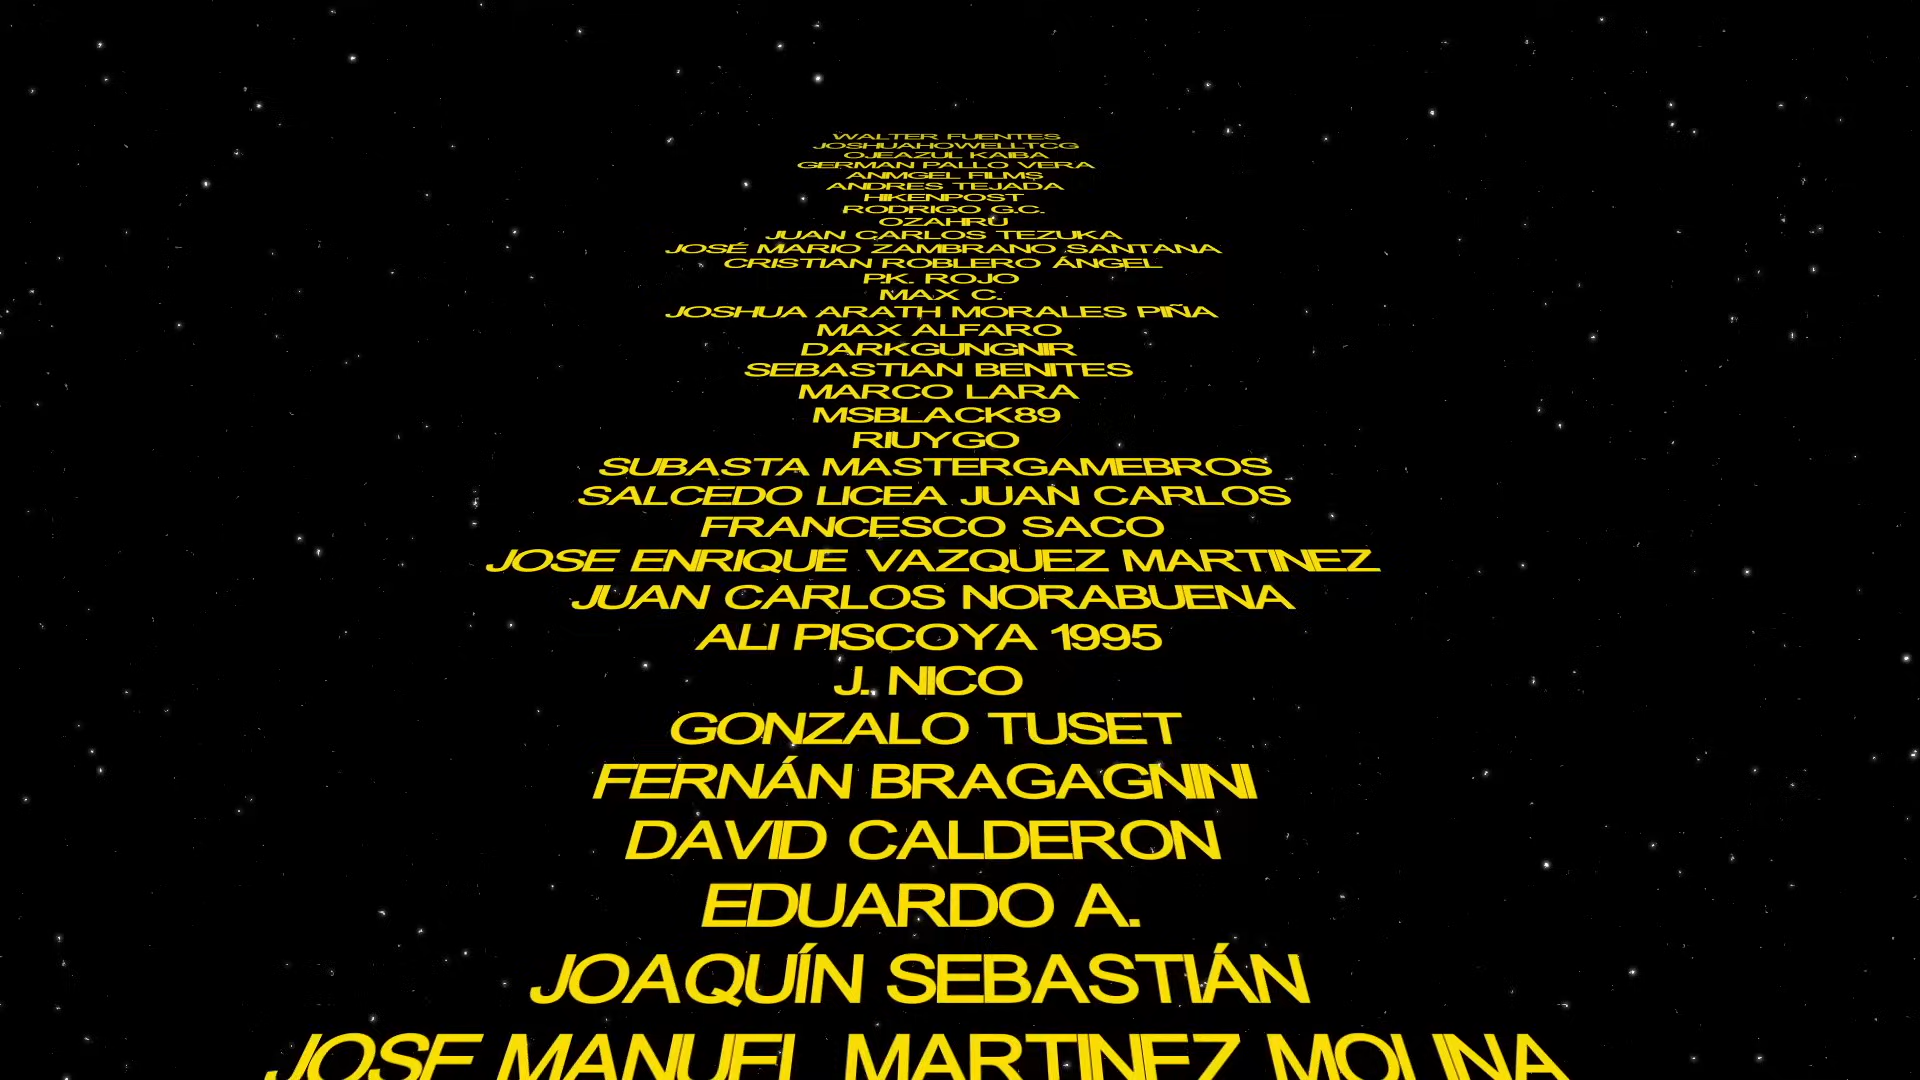 WALTER FUENTES
JOSHUAHOWELLTCG
OJEAZUL KAIBA
GERMAN PALLO VERA
ANMGEL FILMS
ANDRES TEJADA
HIKENPOST
RODRIGO G.C.
OZAHRU
JUAN CARLOS TEZUKA
JOSÉ MARIO ZAMBRANO SANTANA
CRISTIAN ROBLERO ÁNGEL
P.K. ROJO
MAX C.
JOSHUA ARATH MORALES PIÑA
MAX ALFARO
DARKGUNGNIR
SEBASTIAN BENITES
MARCO LARA
MSBLACK89
RIUYGO
SUBASTA MASTERGAMEBROS
SALCEDO LICEA JUAN CARLOS
FRANCESCO SACO
JOSE ENRIQUE VAZQUEZ MARTINEZ
JUAN CARLOS NORABUENA
ALI PISCOYA 1995
J. NICO
GONZALO TUSET
FERNÁN BRAGAGNINI
DAVID CALDERON
EDUARDO A.
JOAQUÍN SEBASTIÁN
JOSE MANUEL MARTINEZ MOLINA